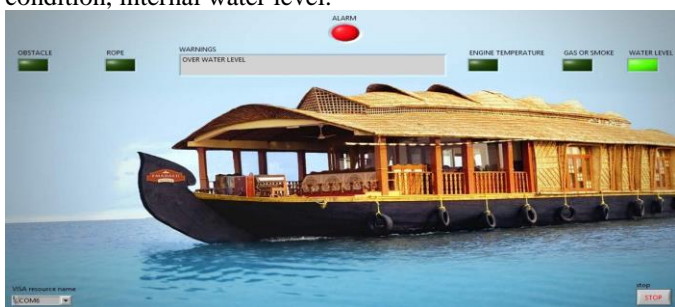 condition, internal water level.
ALARM
OBSTACLE
ROPE
WARNINGS
OVER WATER LEVEL
ENGINE TEMPERATURE
GAS OR SMOKE
WATER LEVEL
VISA resource name
COM6
stop
STOP